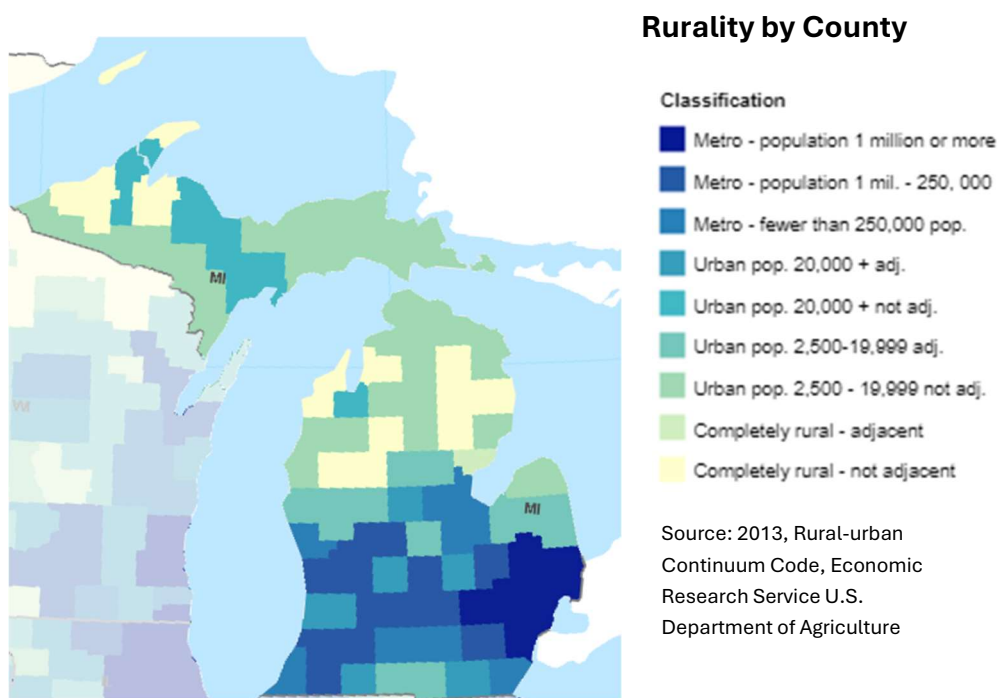 Rurality by County
Classification
Metro - population 1 million or more
Metro - population 1 mil. - 250, 000
Metro - fewer than 250,000 pop.
Urban pop. 20,000 + adj.
Urban pop. 20,000 + not adj.
Urban pop. 2,500-19,999 adj.
Urban pop. 2,500 - 19,999 not adj.
Completely rural - adjacent
Completely rural - not adjacent
MI
WI
MI
Source: 2013, Rural-urban
Continuum Code, Economic
Research Service U.S.
Department of Agriculture